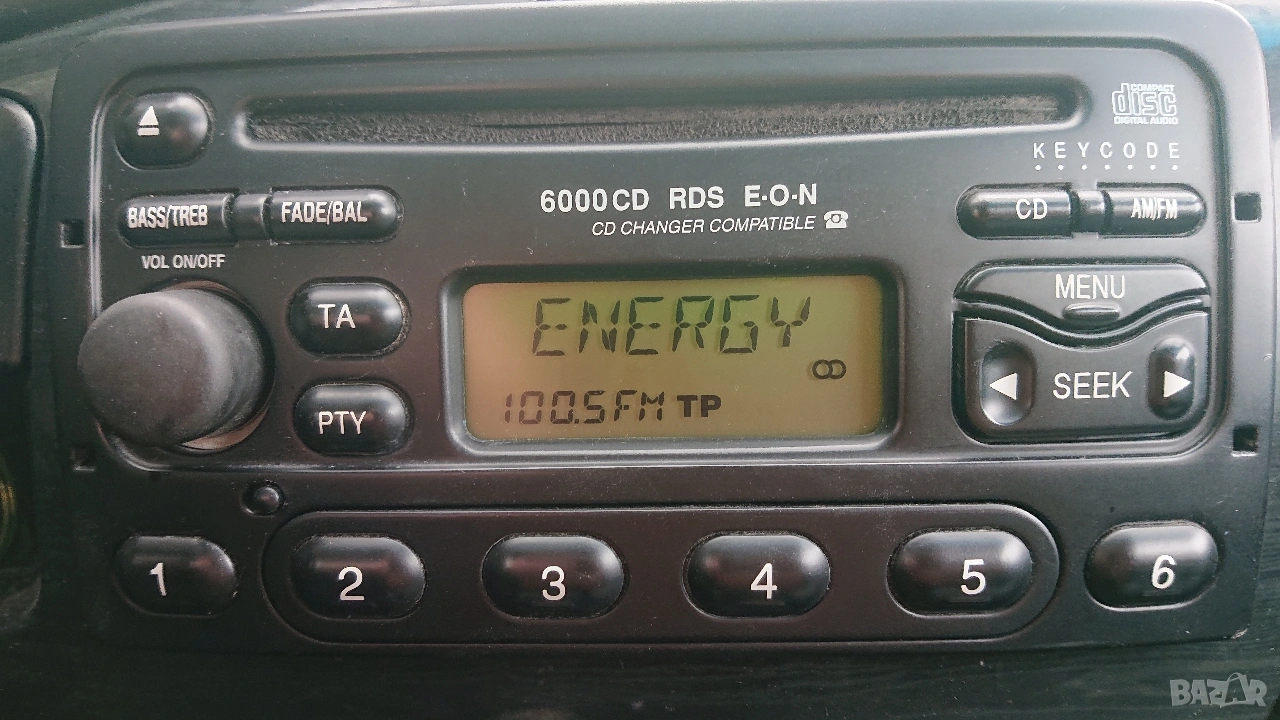 COMPACT
disc
DIGITAL AUDIO
KEYCODE
6000CD RDS E·O·N
CD CHANGER COMPATIBLE
BASS/TREB FADE/BAL
CD AM/FM
VOL ON/OFF
MENU
TA
ENERGY
SEEK
PTY
100.5FM TP
1 2 3 4 5 6
BAZAR